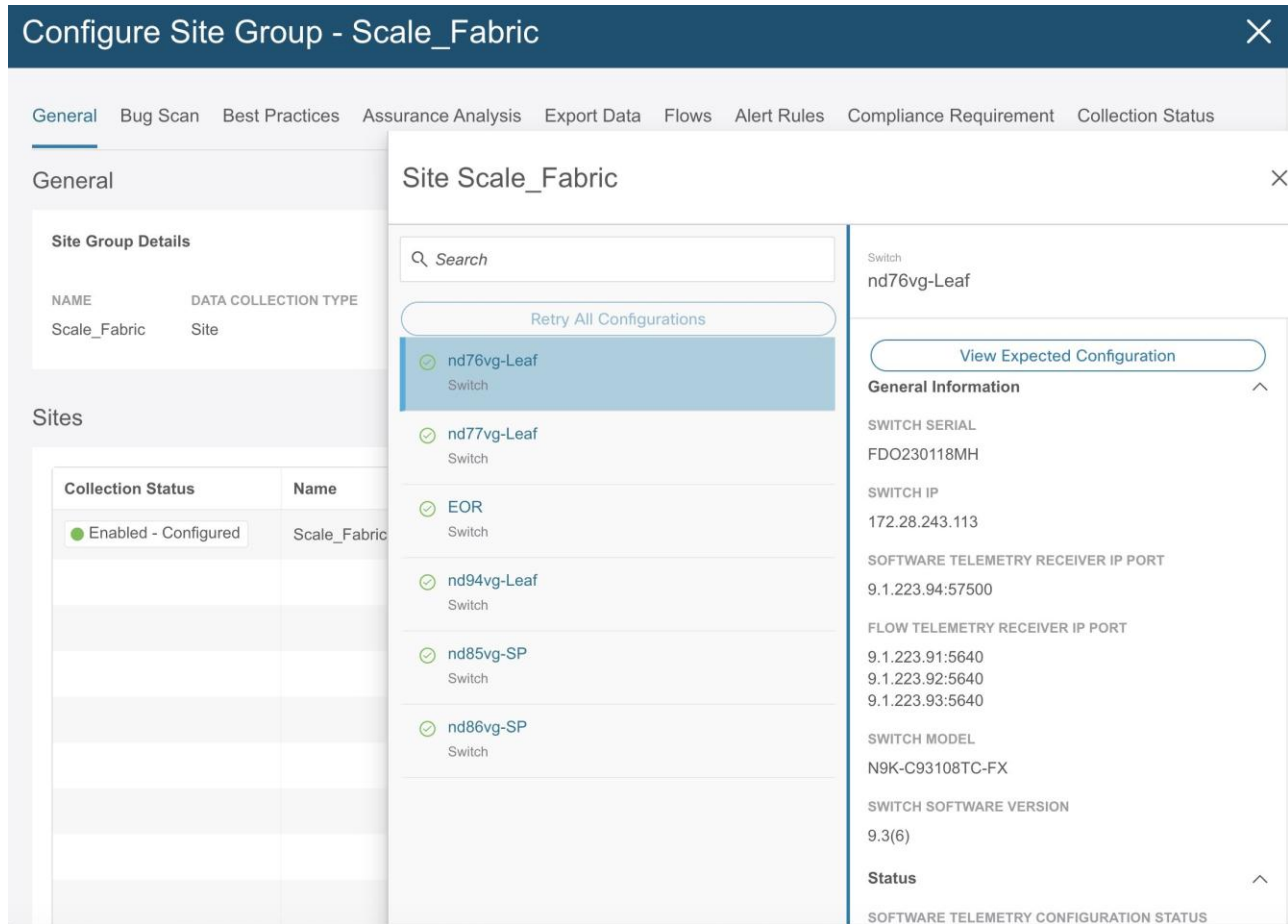 Configure Site Group - Scale_Fabric
General Bug Scan Best Practices Assurance Analysis Export Data Flows Alert Rules Compliance Requirement Collection Status
General
Site Group Details
NAME DATA COLLECTION TYPE
Scale_Fabric Site
Sites
Collection Status Name
Enabled - Configured Scale_Fabric
Site Scale_Fabric
Search
Retry All Configurations
nd76vg-Leaf
Switch
nd77vg-Leaf
Switch
EOR
Switch
nd94vg-Leaf
Switch
nd85vg-SP
Switch
nd86vg-SP
Switch
Switch
nd76vg-Leaf
View Expected Configuration
General Information
SWITCH SERIAL
FDO230118MH
SWITCH IP
172.28.243.113
SOFTWARE TELEMETRY RECEIVER IP PORT
9.1.223.94:57500
FLOW TELEMETRY RECEIVER IP PORT
9.1.223.91:5640
9.1.223.92:5640
9.1.223.93:5640
SWITCH MODEL
N9K-C93108TC-FX
SWITCH SOFTWARE VERSION
9.3(6)
Status
SOFTWARE TELEMETRY CONFIGURATION STATUS